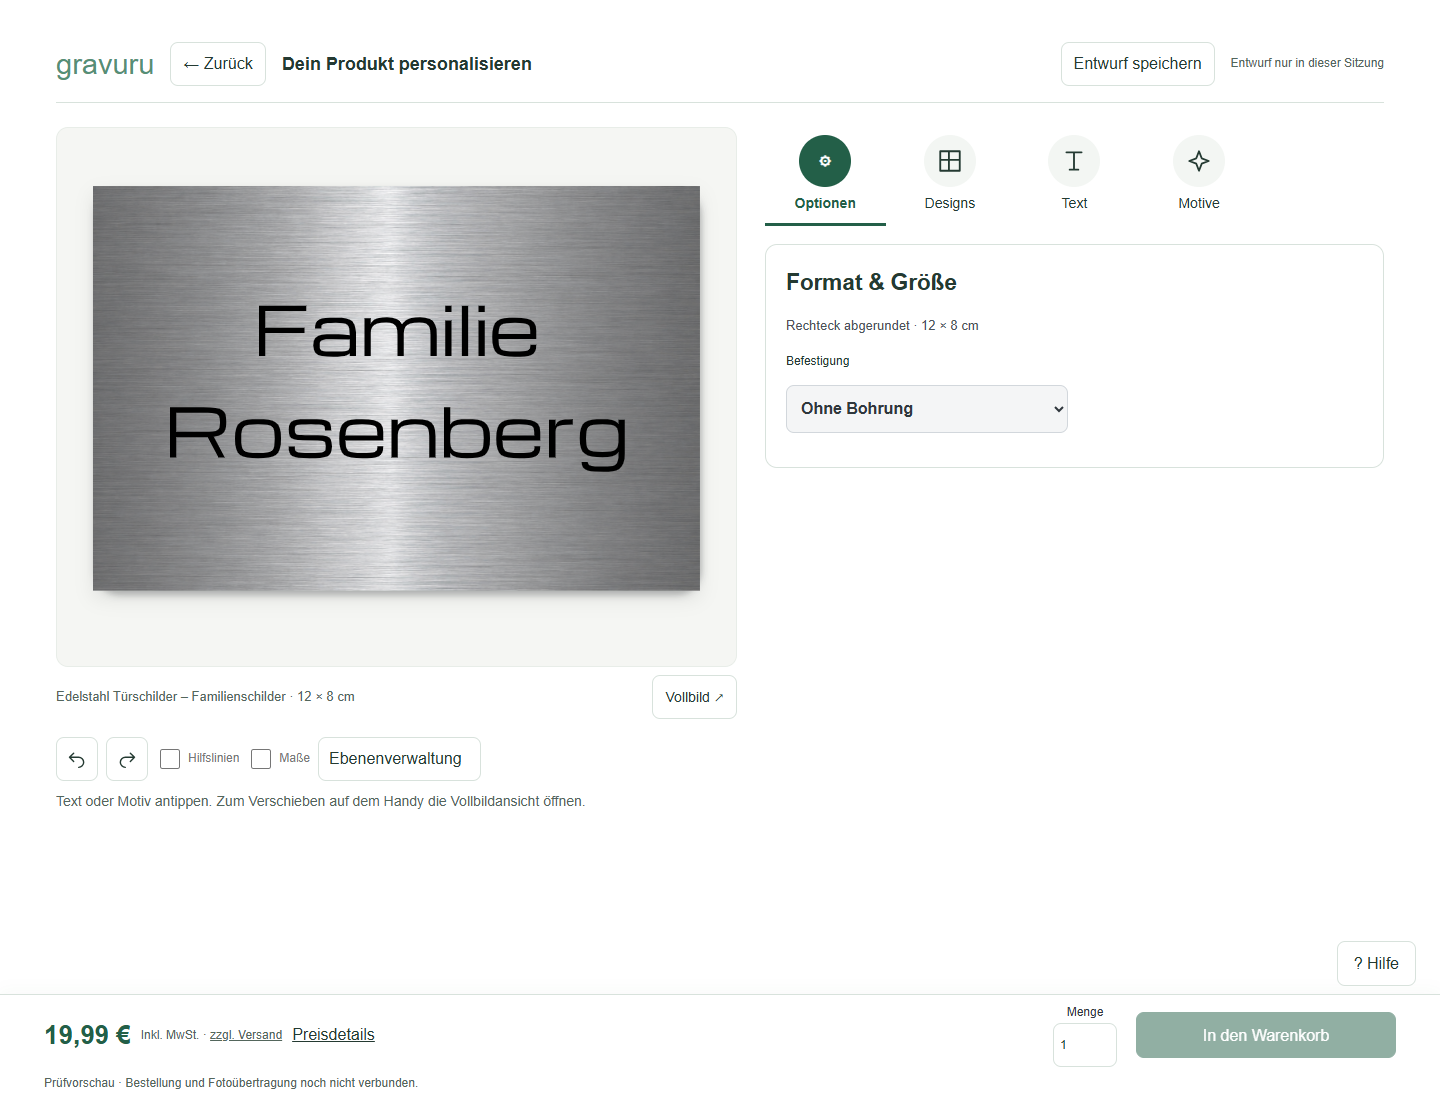 gravuru
← Zurück
Dein Produkt personalisieren
Entwurf speichern
Entwurf nur in dieser Sitzung
Familie
Rosenberg
Optionen
Designs
Text
Motive
Format & Größe
Rechteck abgerundet · 12 × 8 cm
Befestigung
Ohne Bohrung
Edelstahl Türschilder – Familienschilder · 12 × 8 cm
Vollbild ↗
Hilfslinien
Maße
Ebenenverwaltung
Text oder Motiv antippen. Zum Verschieben auf dem Handy die Vollbildansicht öffnen.
? Hilfe
19,99 € Inkl. MwSt. · zzgl. Versand Preisdetails
Menge
1
In den Warenkorb
Prüfvorschau · Bestellung und Fotoübertragung noch nicht verbunden.